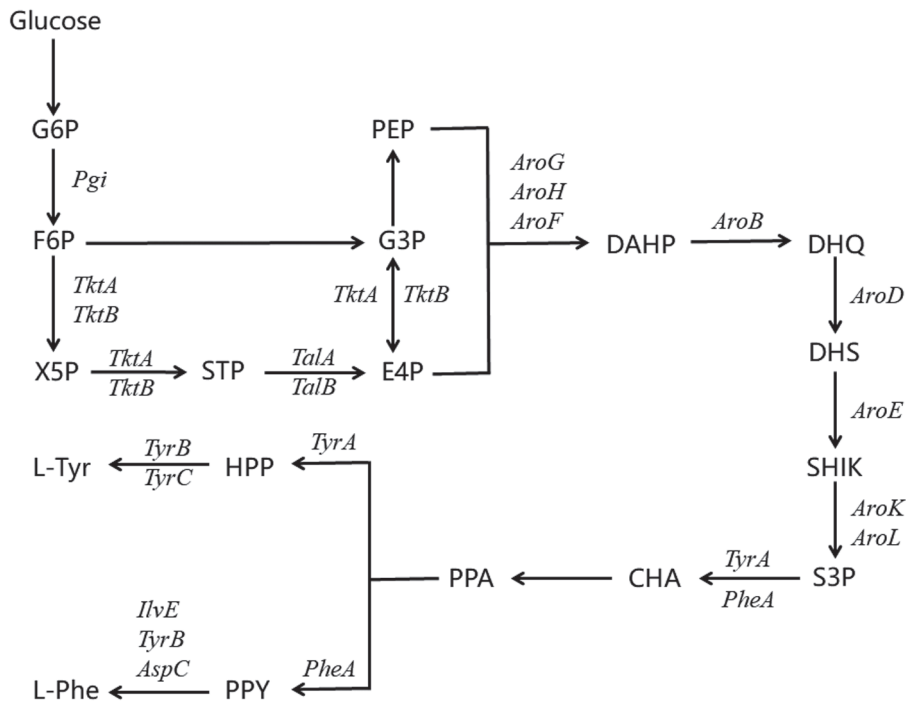 Glucose
G6P
PEP
Pgi
AroG
AroH
AroF
F6P
G3P
DAHP
AroB
DHQ
TktA
TktB
TktA
TktB
AroD
X5P
TktA
TktB
STP
TalA
TalB
E4P
DHS
AroE
L-Tyr
TyrB
TyrC
HPP
TyrA
SHIK
AroK
AroL
PPA
CHA
TyrA
PheA
S3P
IlvE
TyrB
AspC
L-Phe
PPY
PheA